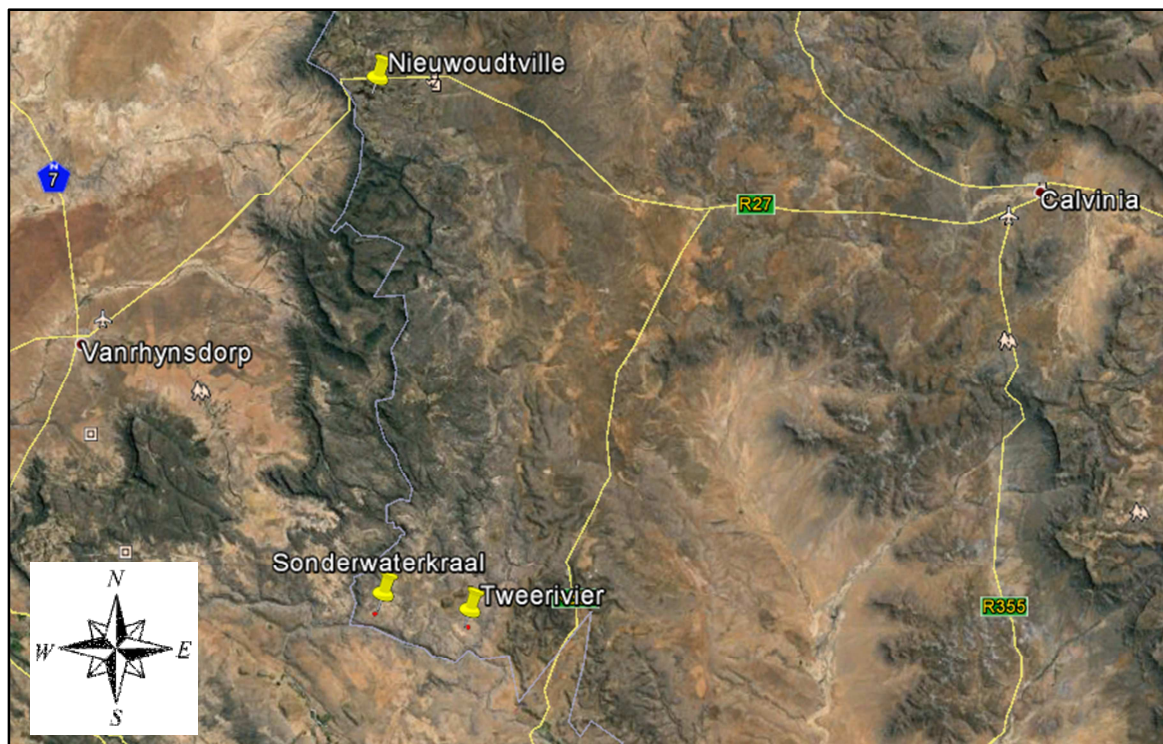 Nieuwoudtville
N
7
R27
Calvinia
Vanrhynsdorp
Sonderwaterkraal
Tweerivier
R355
N
W E
S